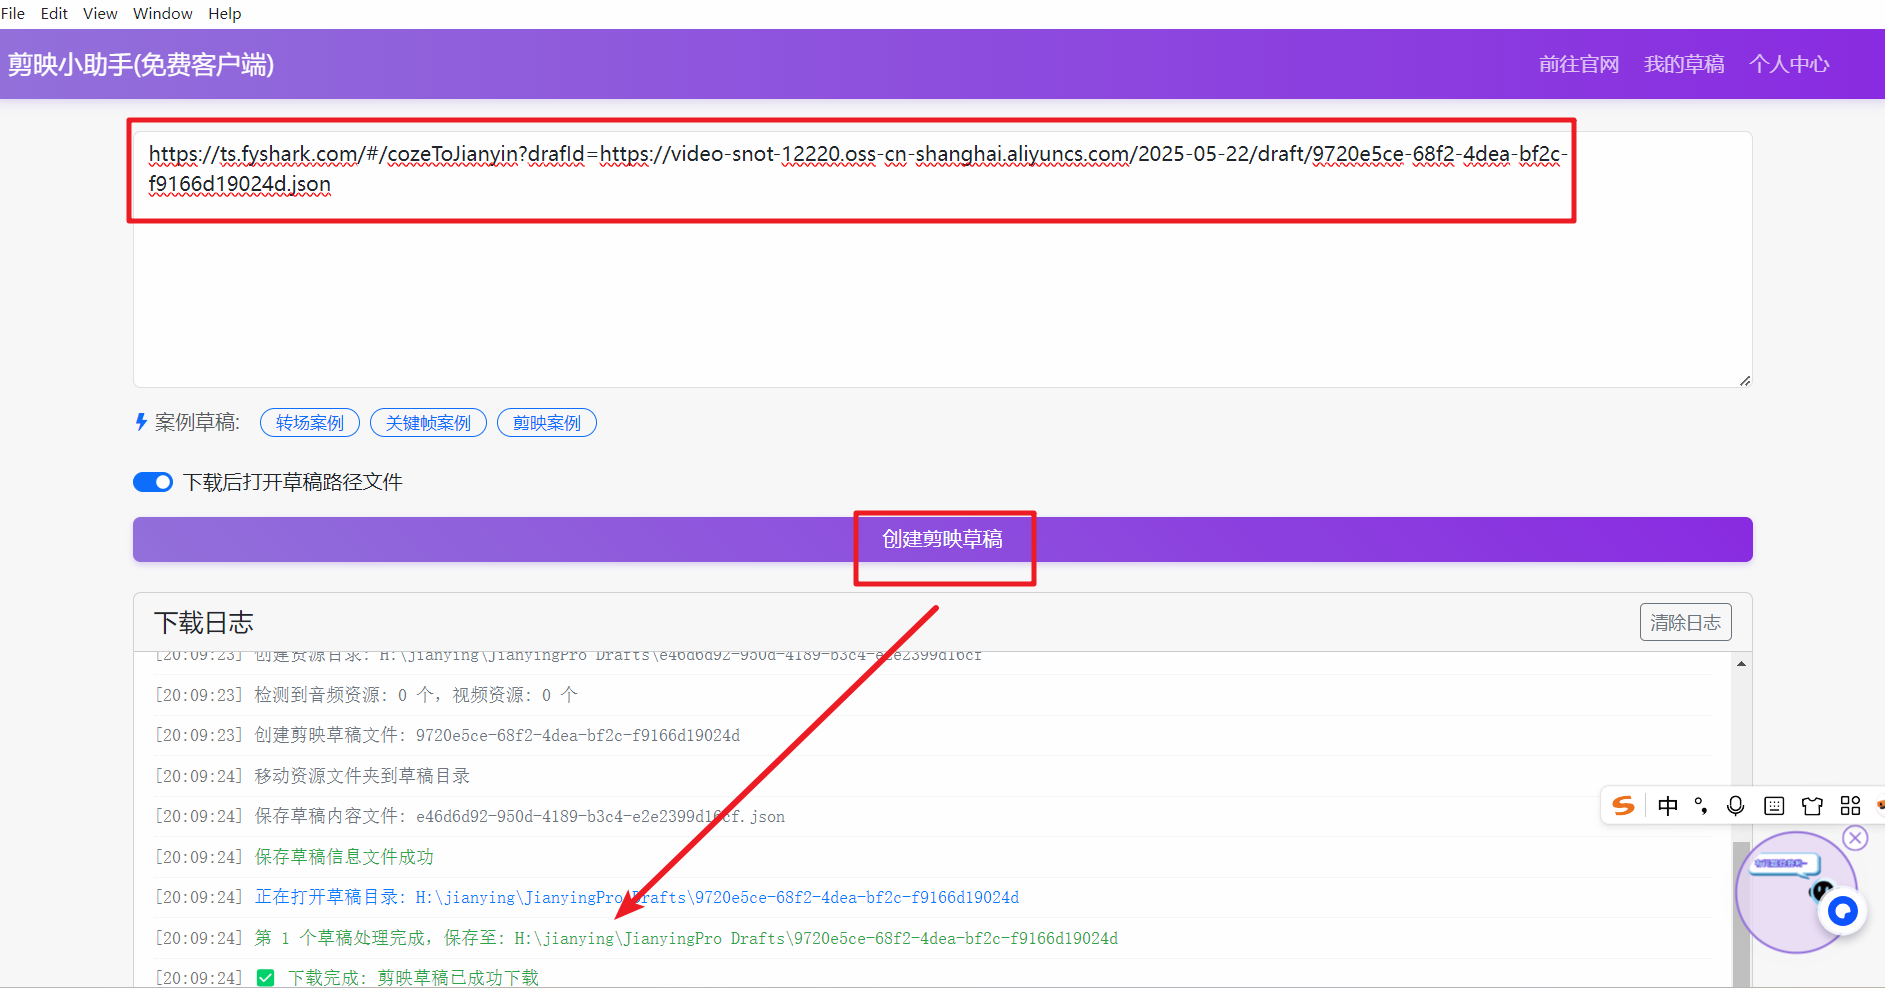 File Edit View Window Help
剪映小助手(免费客户端)
前往官网 我的草稿 个人中心
https://ts.fyshark.com/#/cozeToJianyin?drafId=https://video-snot-12220.oss-cn-shanghai.aliyuncs.com/2025-05-22/draft/9720e5ce-68f2-4dea-bf2c-
f9166d19024d.json
案例草稿: 转场案例 关键帧案例 剪映案例
下载后打开草稿路径文件
创建剪映草稿
下载日志 清除日志
[20:09:23] 创建资源目录: H:\jianying\JianyingPro Drafts\e46d6d92-950d-4189-b3c4-e2e2399d16cf
[20:09:23] 检测到音频资源: 0 个, 视频资源: 0 个
[20:09:23] 创建剪映草稿文件: 9720e5ce-68f2-4dea-bf2c-f9166d19024d
[20:09:24] 移动资源文件夹到草稿目录
[20:09:24] 保存草稿内容文件: e46d6d92-950d-4189-b3c4-e2e2399d16cf.json
[20:09:24] 保存草稿信息文件成功
[20:09:24] 正在打开草稿目录: H:\jianying\JianyingPro Drafts\9720e5ce-68f2-4dea-bf2c-f9166d19024d
[20:09:24] 第 1 个草稿处理完成, 保存至: H:\jianying\JianyingPro Drafts\9720e5ce-68f2-4dea-bf2c-f9166d19024d
[20:09:24] ✅ 下载完成: 剪映草稿已成功下载
中